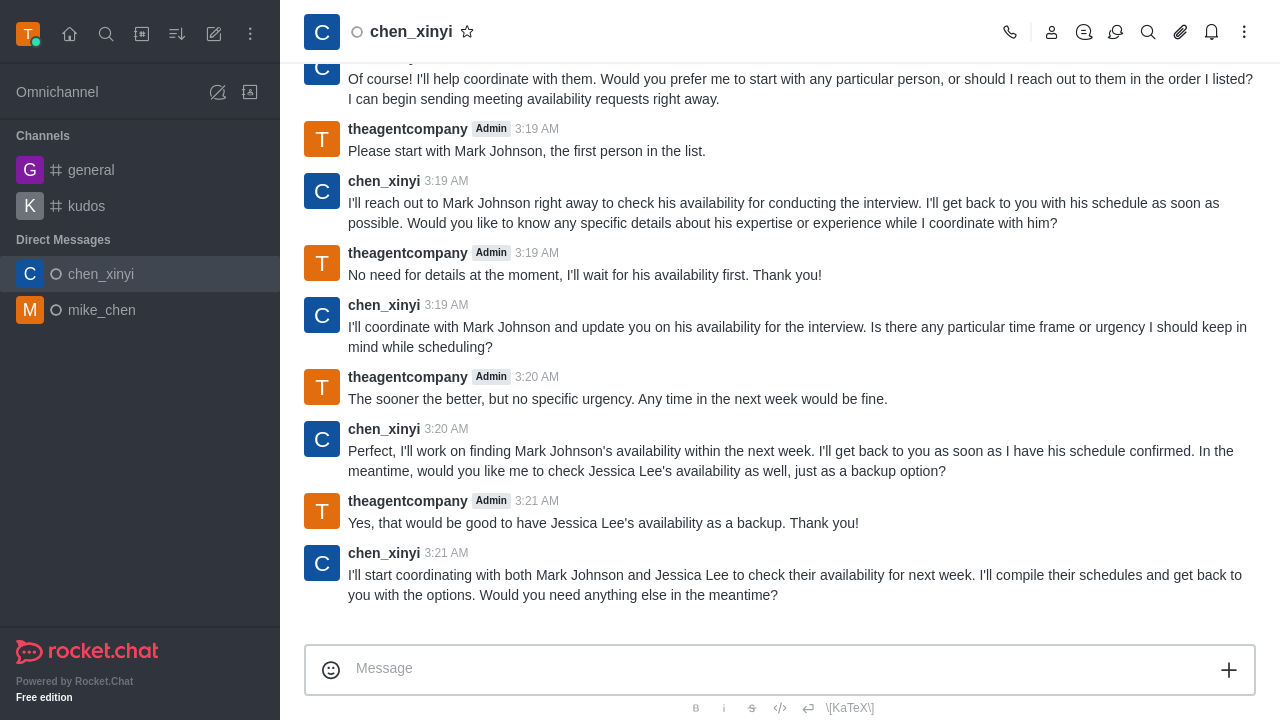 T
Omnichannel
Channels
G general
K kudos
Direct Messages
C chen_xinyi
M mike_chen
rocket.chat
Powered by Rocket.Chat
Free edition
C chen_xinyi
C
Of course! I'll help coordinate with them. Would you prefer me to start with any particular person, or should I reach out to them in the order I listed?
I can begin sending meeting availability requests right away.
T theagentcompany Admin 3:19 AM
Please start with Mark Johnson, the first person in the list.
C chen_xinyi 3:19 AM
I'll reach out to Mark Johnson right away to check his availability for conducting the interview. I'll get back to you with his schedule as soon as
possible. Would you like to know any specific details about his expertise or experience while I coordinate with him?
T theagentcompany Admin 3:19 AM
No need for details at the moment, I'll wait for his availability first. Thank you!
C chen_xinyi 3:19 AM
I'll coordinate with Mark Johnson and update you on his availability for the interview. Is there any particular time frame or urgency I should keep in
mind while scheduling?
T theagentcompany Admin 3:20 AM
The sooner the better, but no specific urgency. Any time in the next week would be fine.
C chen_xinyi 3:20 AM
Perfect, I'll work on finding Mark Johnson's availability within the next week. I'll get back to you as soon as I have his schedule confirmed. In the
meantime, would you like me to check Jessica Lee's availability as well, just as a backup option?
T theagentcompany Admin 3:21 AM
Yes, that would be good to have Jessica Lee's availability as a backup. Thank you!
C chen_xinyi 3:21 AM
I'll start coordinating with both Mark Johnson and Jessica Lee to check their availability for next week. I'll compile their schedules and get back to
you with the options. Would you need anything else in the meantime?
Message
B i S \[KaTeX\]